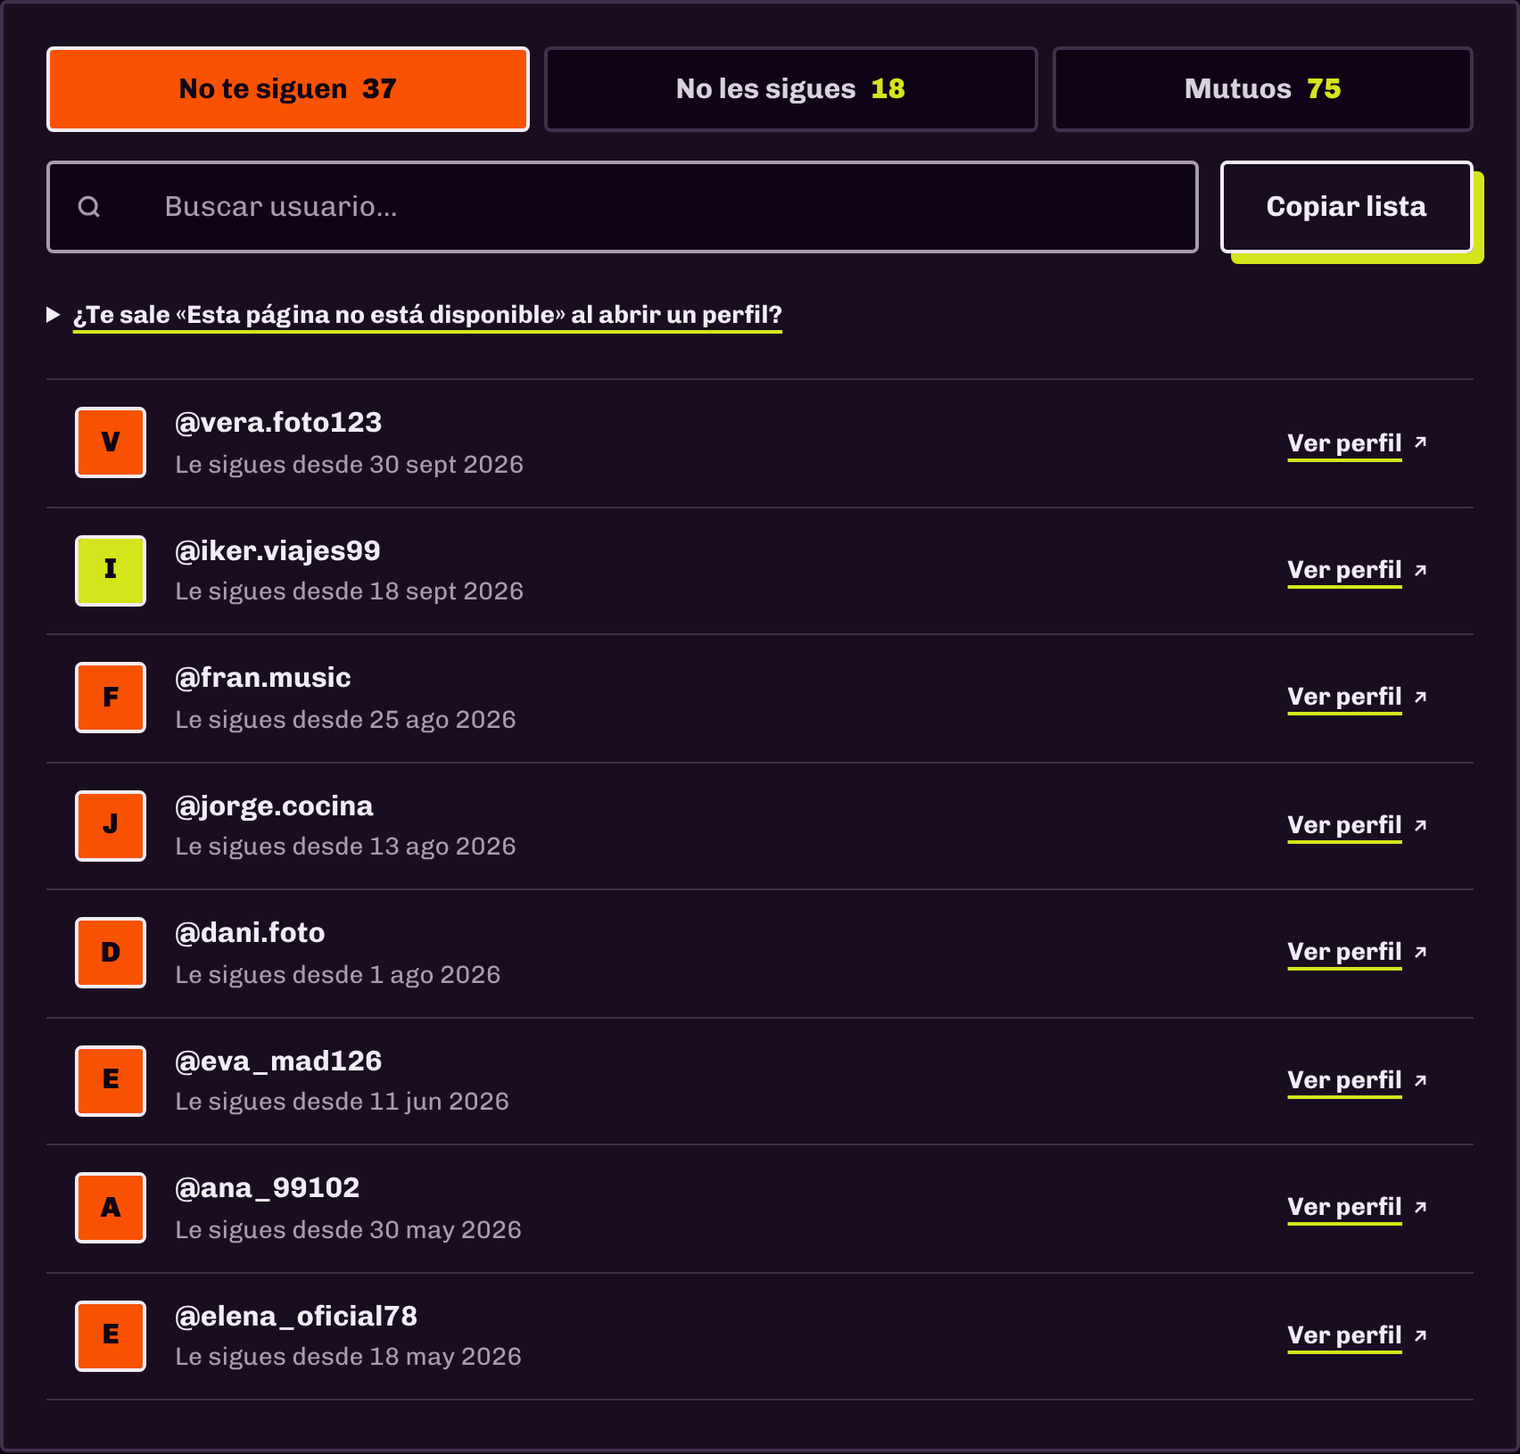 No te siguen 37
No les sigues 18
Mutuos 75
Buscar usuario...
Copiar lista
¿Te sale «Esta página no está disponible» al abrir un perfil?
V
@vera.foto123
Le sigues desde 30 sept 2026
Ver perfil ↗
I
@iker.viajes99
Le sigues desde 18 sept 2026
Ver perfil ↗
F
@fran.music
Le sigues desde 25 ago 2026
Ver perfil ↗
J
@jorge.cocina
Le sigues desde 13 ago 2026
Ver perfil ↗
D
@dani.foto
Le sigues desde 1 ago 2026
Ver perfil ↗
E
@eva_mad126
Le sigues desde 11 jun 2026
Ver perfil ↗
A
@ana_99102
Le sigues desde 30 may 2026
Ver perfil ↗
E
@elena_oficial78
Le sigues desde 18 may 2026
Ver perfil ↗